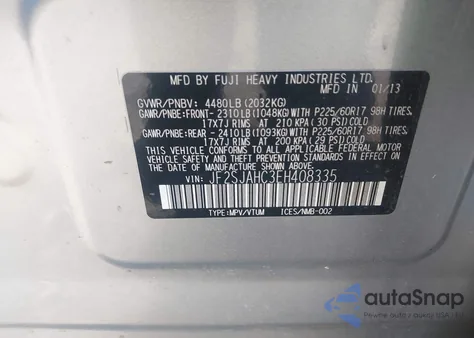 MFD BY FUJI HEAVY INDUSTRIES LTD.
01/13
GVWR/PNBV: 4480LB(2032KG)
GAWR/PNBE:FRONT- 2310LB(1048KG)WITH P225/60R17 98H TIRES,
17X7J RIMS AT 210 KPA(30 PSI)COLD
GAWR/PNBE:REAR - 2410LB(1093KG)WITH P225/60R17 98H TIRES,
17X7J RIMS AT 200 KPA(29 PSI)COLD
THIS VEHICLE CONFORMS TO ALL APPLICABLE
FEDERAL MOTOR VEHICLE SAFETY AND
BUMPER STANDARDS IN EFFECT ON THE DATE
OF MANUFACTURE SHOWN ABOVE.
VIN: JF2SJAHC3EH408335
TYPE:MPV/VTUM ICES/NMB-002
autoSnap